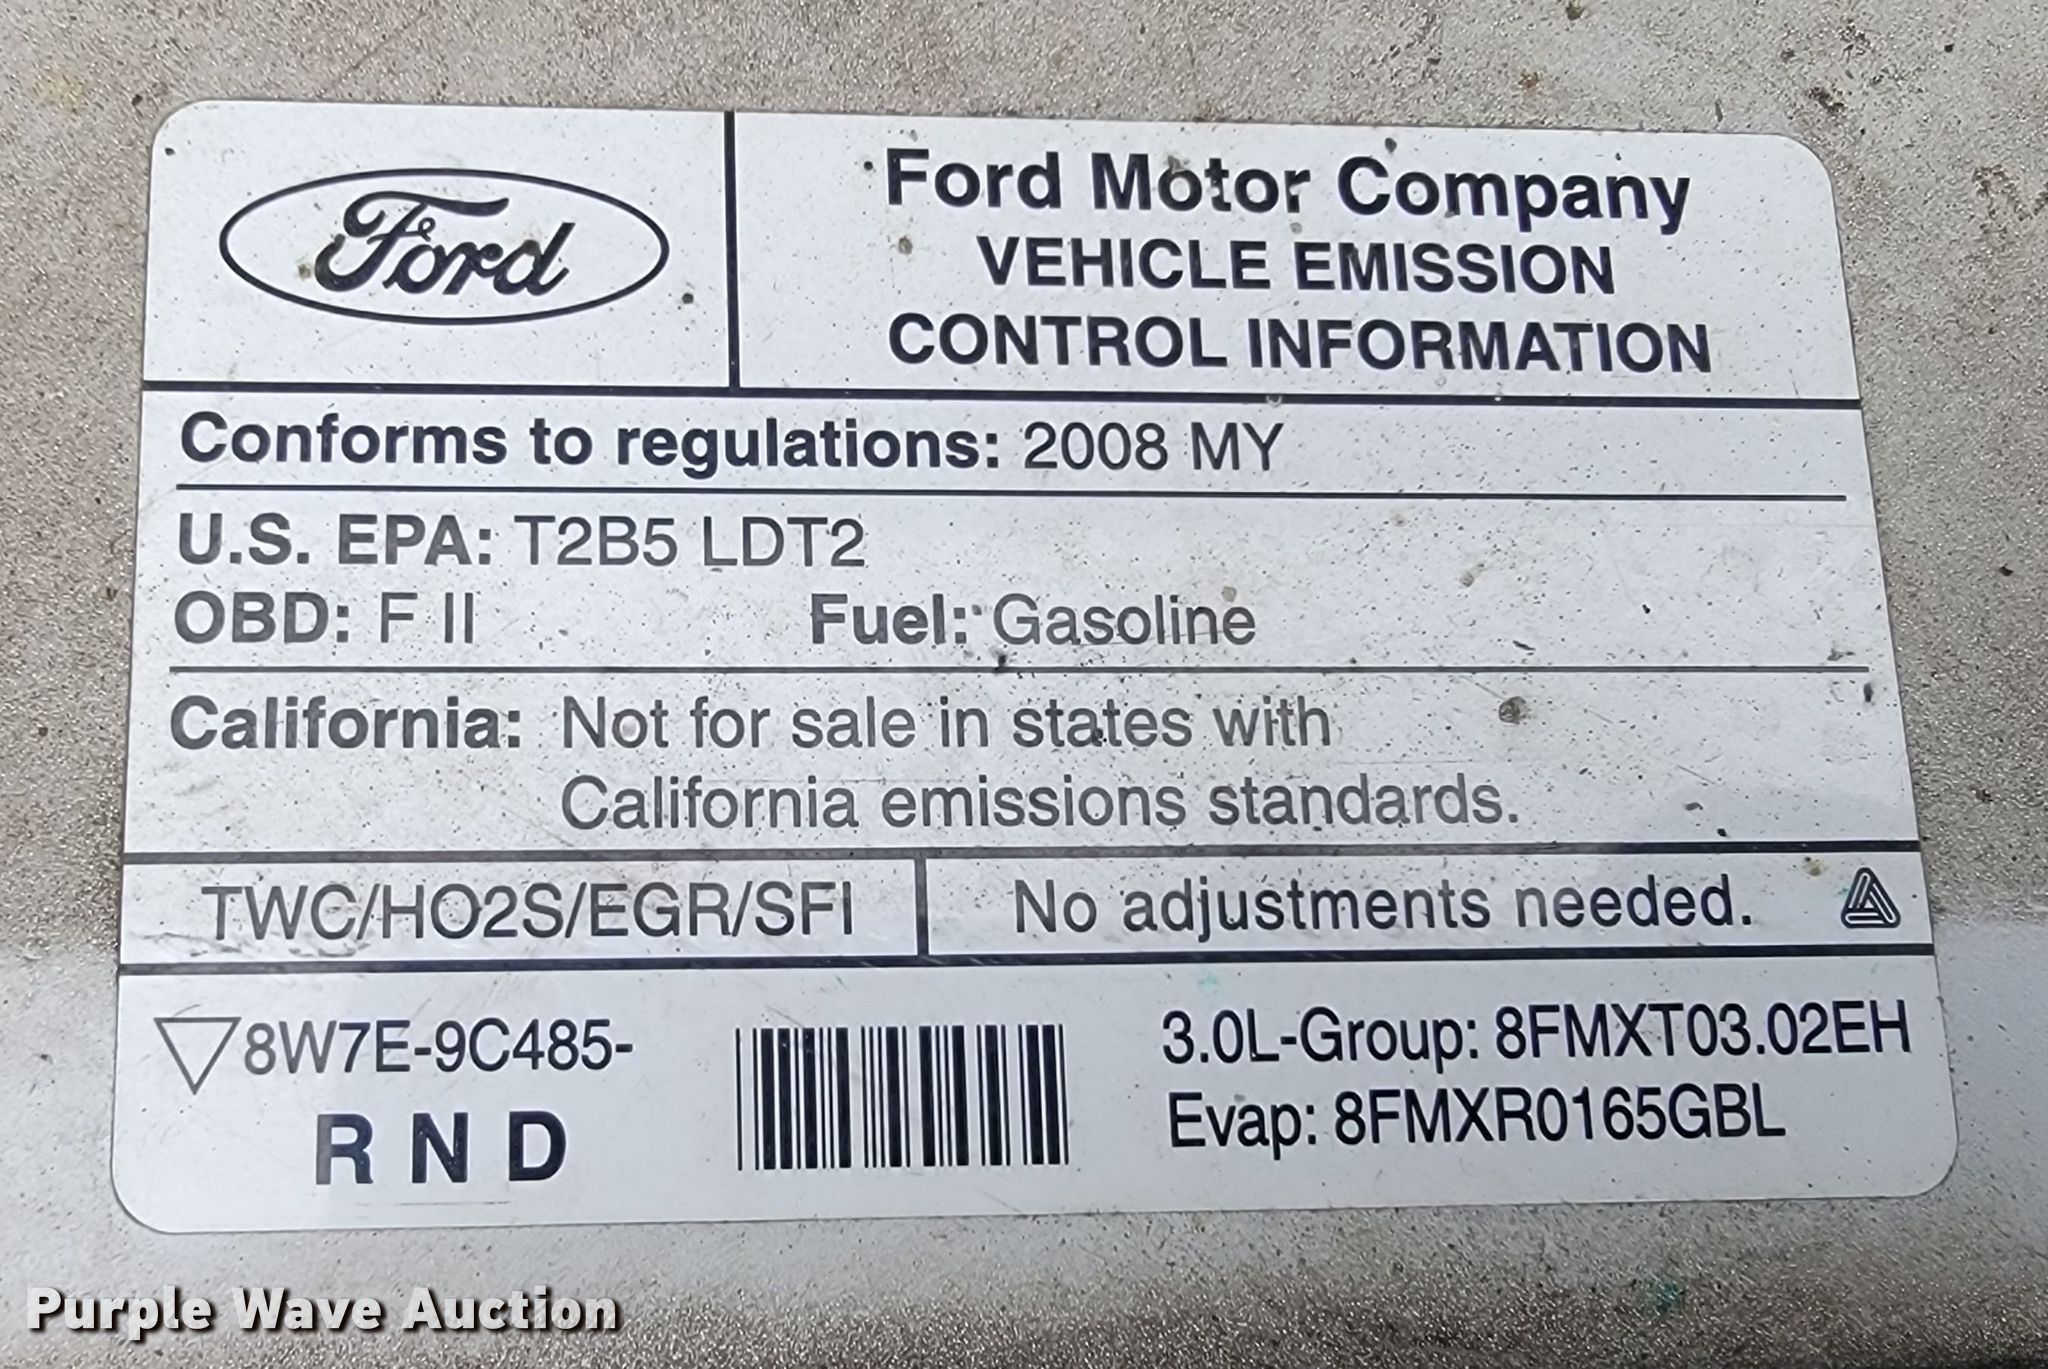 Ford
Ford Motor Company
VEHICLE EMISSION
CONTROL INFORMATION
Conforms to regulations: 2008 MY
U.S. EPA: T2B5 LDT2
OBD: F II Fuel: Gasoline
California: Not for sale in states with
California emissions standards.
TWC/HO2S/EGR/SFI
No adjustments needed.
8W7E-9C485-
R N D
3.0L-Group: 8FMXT03.02EH
Evap: 8FMXR0165GBL
Purple Wave Auction